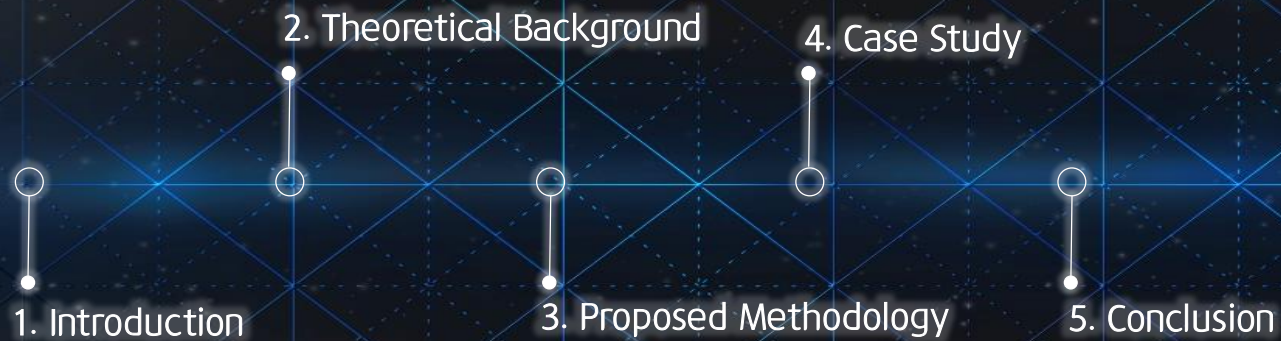 1. Introduction
2. Theoretical Background
3. Proposed Methodology
4. Case Study
5. Conclusion